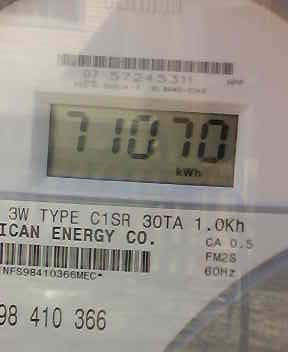 07 57245311
71070
kWh
3W TYPE C1SR 30TA 1.0Kh
ICAN ENERGY CO.
CA 0.5
NFS98410366MEC*
FM2S
60Hz
98 410 366